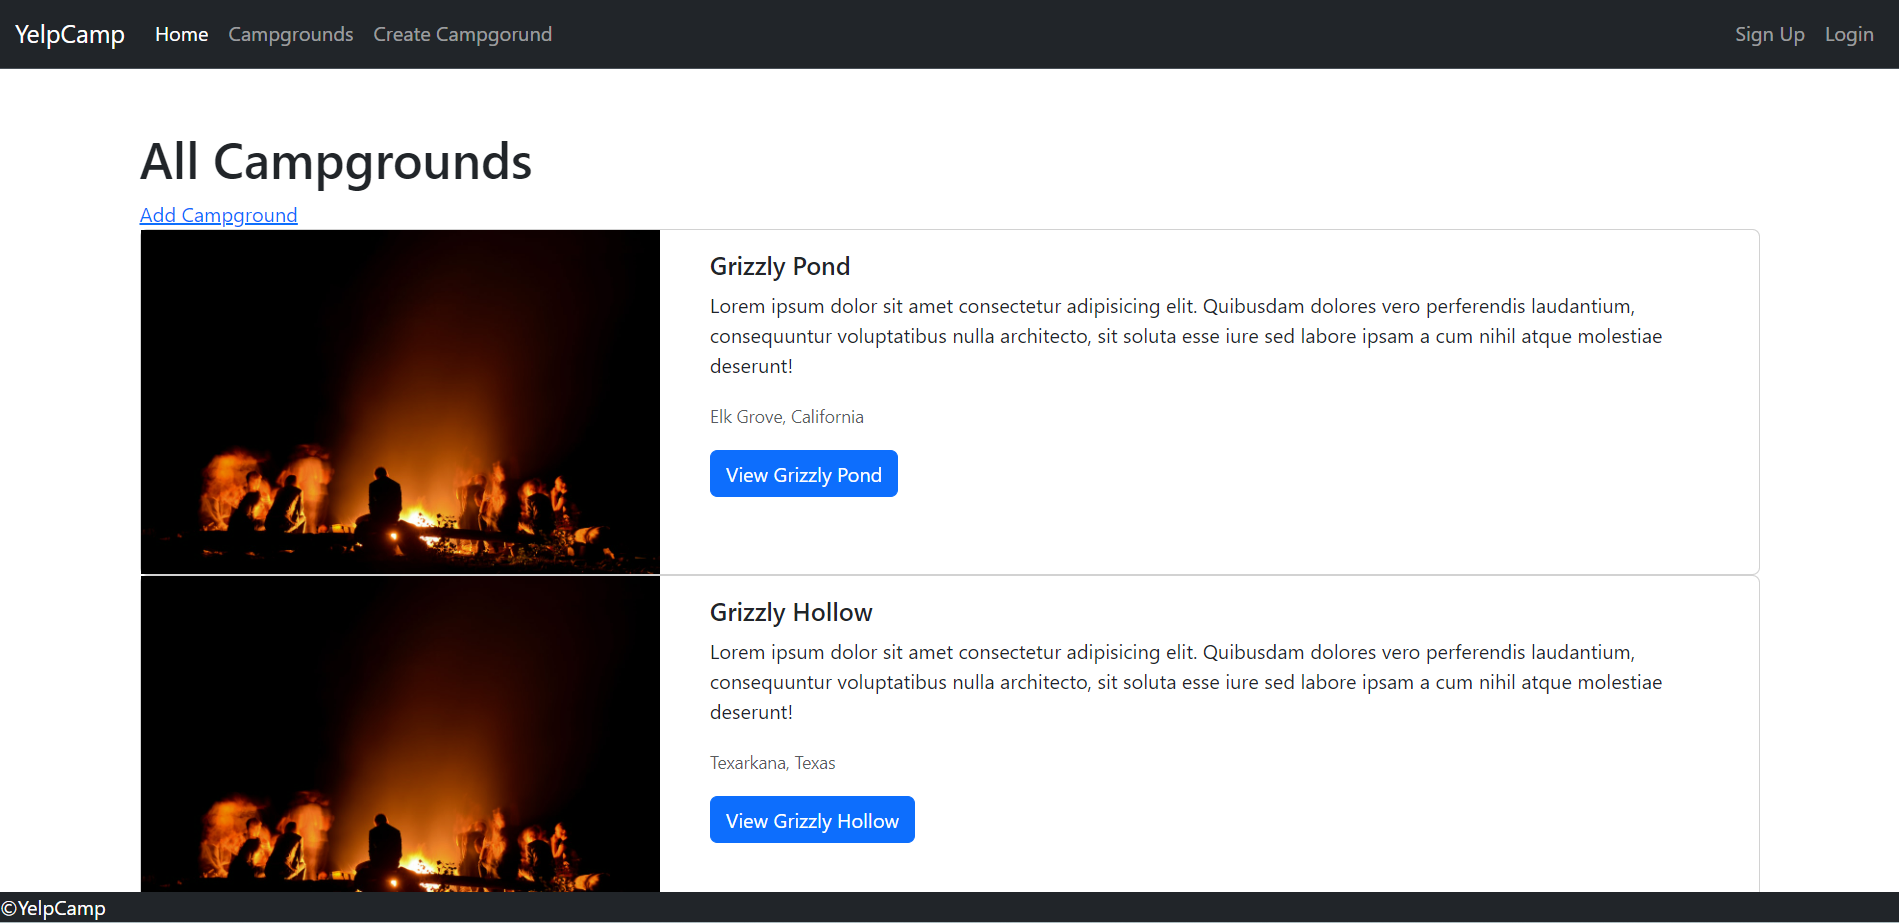 YelpCamp Home Campgrounds Create Campgorund Sign Up Login
All Campgrounds
Add Campground
Grizzly Pond
Lorem ipsum dolor sit amet consectetur adipisicing elit. Quibusdam dolores vero perferendis laudantium,
consequuntur voluptatibus nulla architecto, sit soluta esse iure sed labore ipsam a cum nihil atque molestiae
deserunt!
Elk Grove, California
View Grizzly Pond
Grizzly Hollow
Lorem ipsum dolor sit amet consectetur adipisicing elit. Quibusdam dolores vero perferendis laudantium,
consequuntur voluptatibus nulla architecto, sit soluta esse iure sed labore ipsam a cum nihil atque molestiae
deserunt!
Texarkana, Texas
View Grizzly Hollow
©YelpCamp